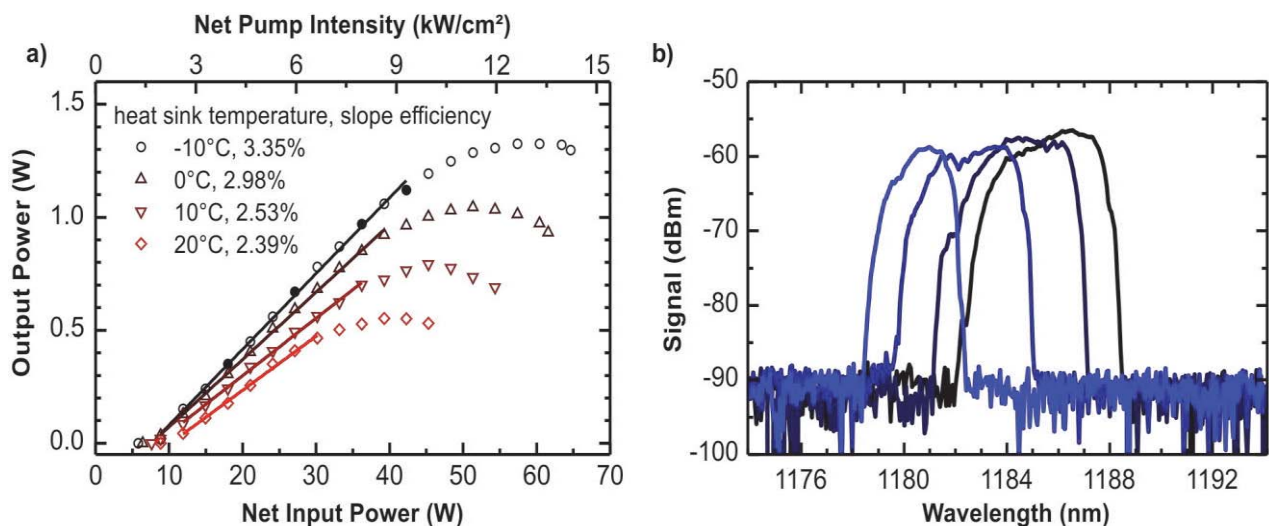 Net Pump Intensity (kW/cm²)
a)
0 3 6 9 12 15
heat sink temperature, slope efficiency
-10°C, 3.35%
0°C, 2.98%
10°C, 2.53%
20°C, 2.39%
Output Power (W)
1.5
1.0
0.5
0.0
0 10 20 30 40 50 60 70
Net Input Power (W)
b)
Signal (dBm)
-50
-60
-70
-80
-90
-100
1176 1180 1184 1188 1192
Wavelength (nm)